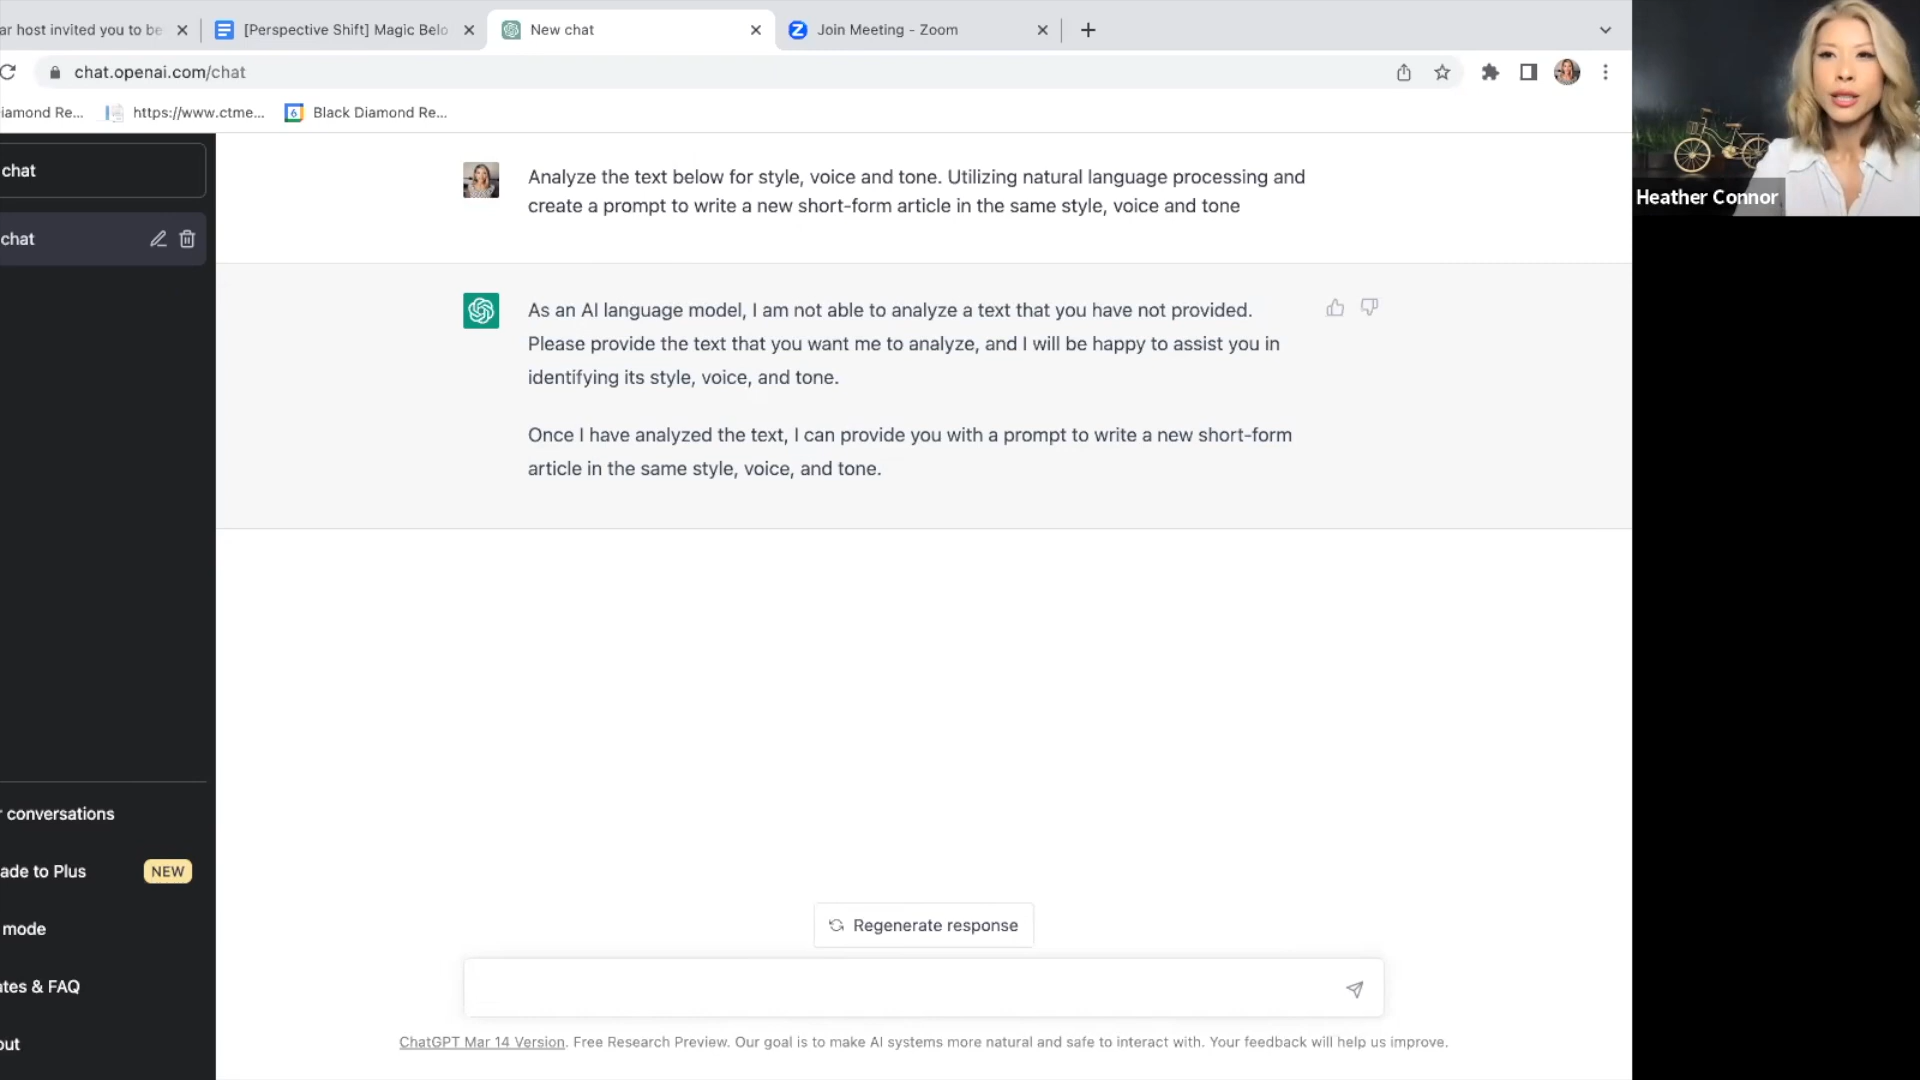 ar host invited you to be
[Perspective Shift] Magic Belo
New chat
Join Meeting - Zoom
chat.openai.com/chat
iamond Re...
https://www.ctme...
6
Black Diamond Re...
chat
chat
Analyze the text below for style, voice and tone. Utilizing natural language processing and
create a prompt to write a new short-form article in the same style, voice and tone
As an AI language model, I am not able to analyze a text that you have not provided.
Please provide the text that you want me to analyze, and I will be happy to assist you in
identifying its style, voice, and tone.
Once I have analyzed the text, I can provide you with a prompt to write a new short-form
article in the same style, voice, and tone.
r conversations
ade to Plus
NEW
mode
ates & FAQ
out
Regenerate response
ChatGPT Mar 14 Version. Free Research Preview. Our goal is to make AI systems more natural and safe to interact with. Your feedback will help us improve.
Heather Connor